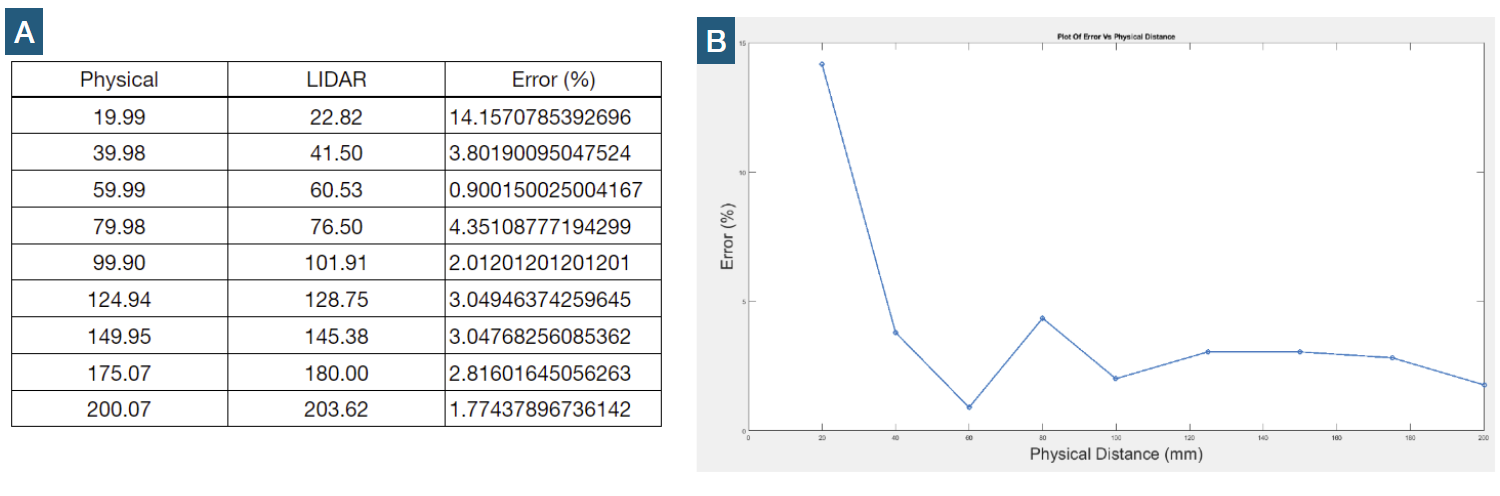 A
Physical LIDAR Error (%)
19.99 22.82 14.1570785392696
39.98 41.50 3.80190095047524
59.99 60.53 0.900150025004167
79.98 76.50 4.35108777194299
99.90 101.91 2.01201201201201
124.94 128.75 3.04946374259645
149.95 145.38 3.04768256085362
175.07 180.00 2.81601645056263
200.07 203.62 1.77437896736142
B
Plot Of Error Vs Physical Distance
15
10
5
0
Error (%)
0 20 40 60 80 100 120 140 160 180 200
Physical Distance (mm)